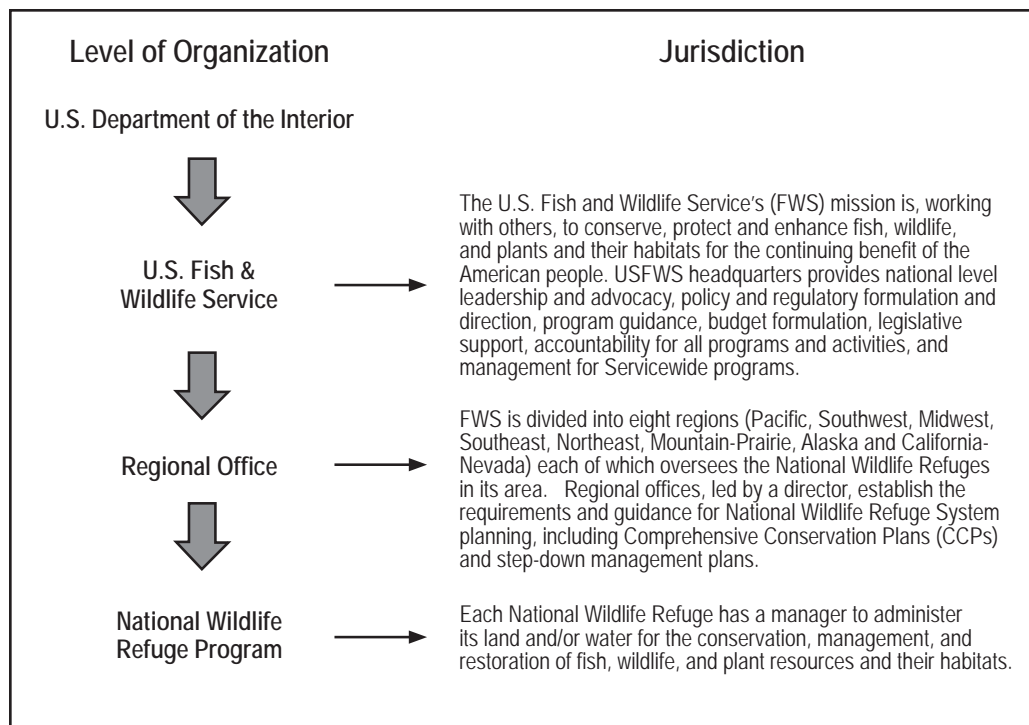 Level of Organization
Jurisdiction
U.S. Department of the Interior
U.S. Fish &
Wildlife Service
The U.S. Fish and Wildlife Service's (FWS) mission is, working
with others, to conserve, protect and enhance fish, wildlife,
and plants and their habitats for the continuing benefit of the
American people. USFWS headquarters provides national level
leadership and advocacy, policy and regulatory formulation and
direction, program guidance, budget formulation, legislative
support, accountability for all programs and activities, and
management for Servicewide programs.
Regional Office
FWS is divided into eight regions (Pacific, Southwest, Midwest,
Southeast, Northeast, Mountain-Prairie, Alaska and California-
Nevada) each of which oversees the National Wildlife Refuges
in its area. Regional offices, led by a director, establish the
requirements and guidance for National Wildlife Refuge System
planning, including Comprehensive Conservation Plans (CCPs)
and step-down management plans.
National Wildlife
Refuge Program
Each National Wildlife Refuge has a manager to administer
its land and/or water for the conservation, management, and
restoration of fish, wildlife, and plant resources and their habitats.